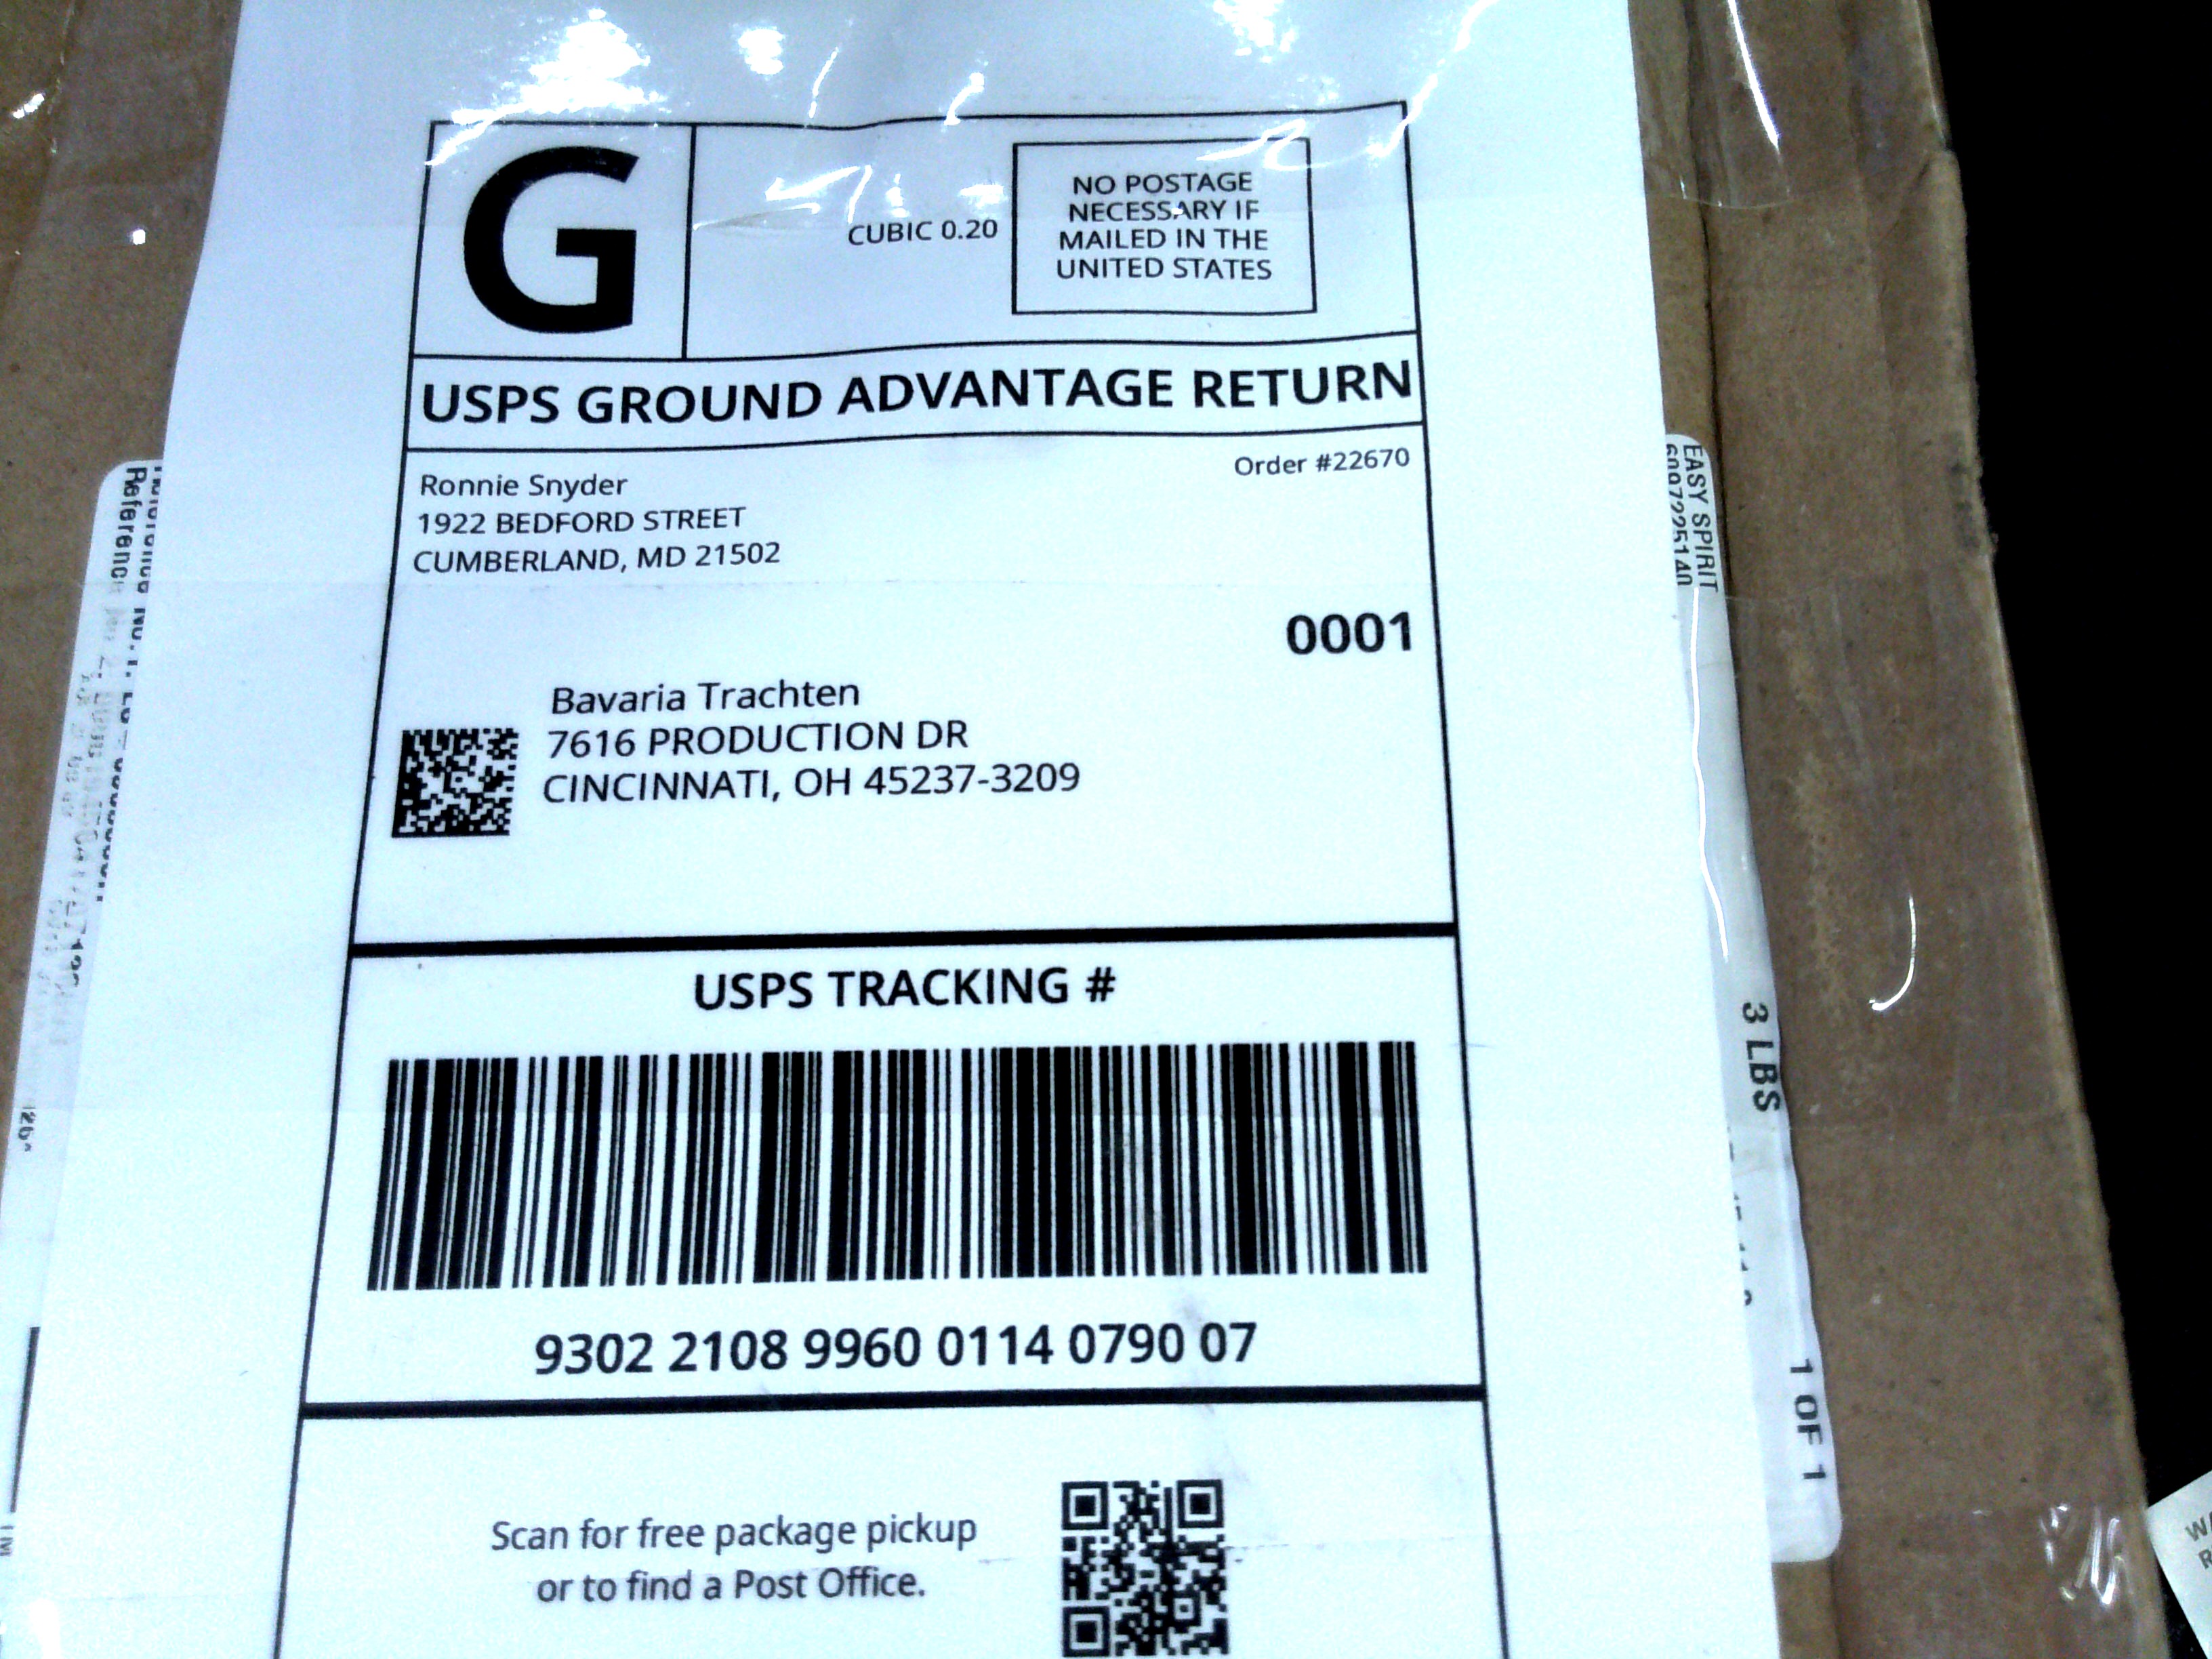 G
CUBIC 0.20
NO POSTAGE
NECESSARY IF
MAILED IN THE
UNITED STATES
USPS GROUND ADVANTAGE RETURN
Order #22670
Ronnie Snyder
1922 BEDFORD STREET
CUMBERLAND, MD 21502
0001
Bavaria Trachten
7616 PRODUCTION DR
CINCINNATI, OH 45237-3209
USPS TRACKING #
9302 2108 9960 0114 0790 07
Scan for free package pickup
or to find a Post Office.
EASY SPIRIT
3 LBS
1 OF 1